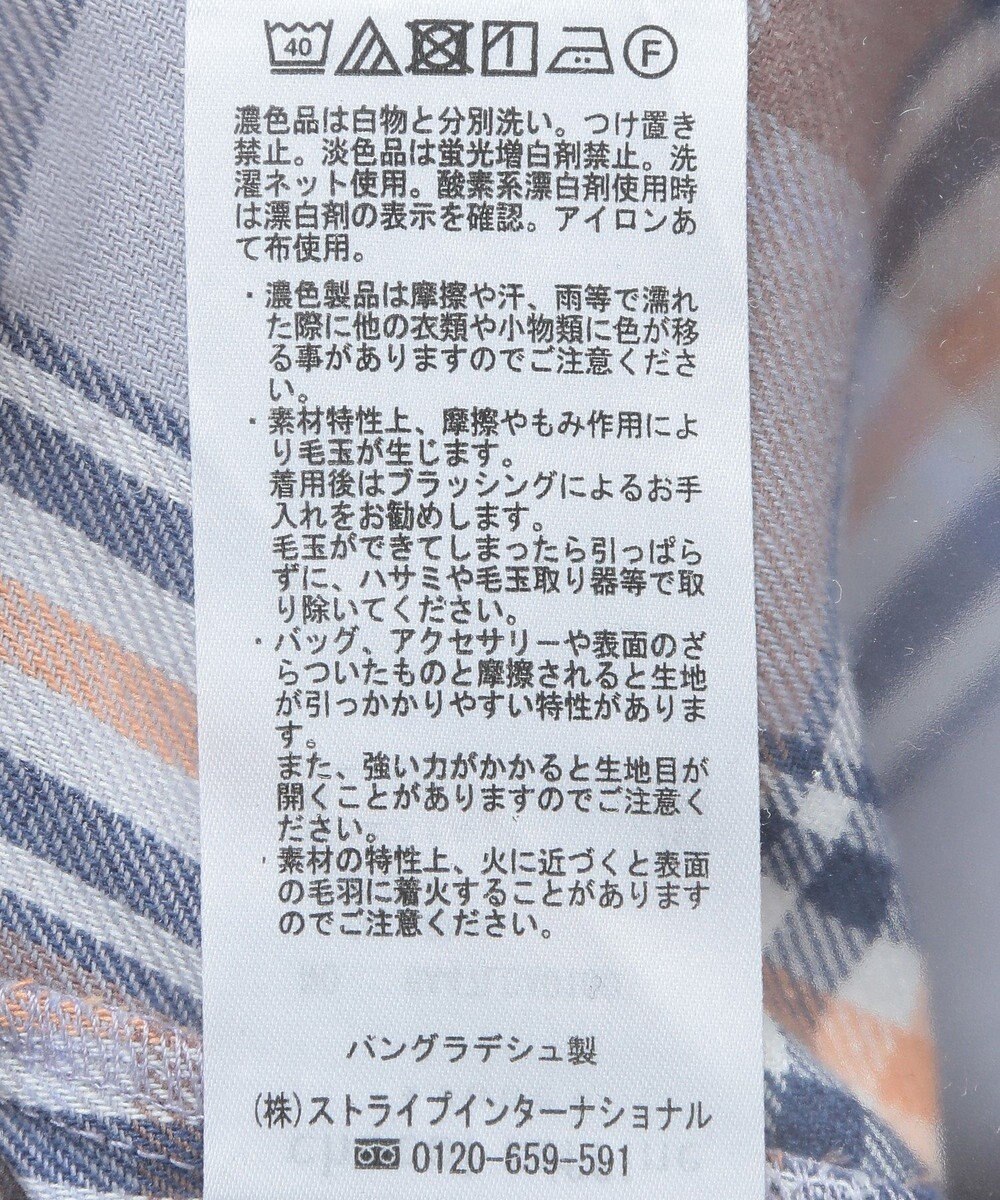 40 F
濃色品は白物と分別洗い。つけ置き
禁止。淡色品は蛍光増白剤禁止。洗
濯ネット使用。酸素系漂白剤使用時
は漂白剤の表示を確認。アイロンあ
て布使用。
・濃色製品は摩擦や汗、雨等で濡れ
た際に他の衣類や小物類に色が移
る事がありますのでご注意くださ
い。
・素材特性上、摩擦やもみ作用によ
り毛玉が生じます。
着用後はブラッシングによるお手
入れをお勧めします。
毛玉ができてしまったら引っぱら
ずに、ハサミや毛玉取り器等で取
り除いてください。
・バッグ、アクセサリーや表面のざ
らついたものと摩擦されると生地
が引っかかりやすい特性がありま
す。
また、強い力がかかると生地目が
開くことがありますのでご注意く
ださい。
・素材の特性上、火に近づくと表面
の毛羽に着火することがあります
のでご注意ください。
バングラデシュ製
(株)ストライプインターナショナル
0120-659-591